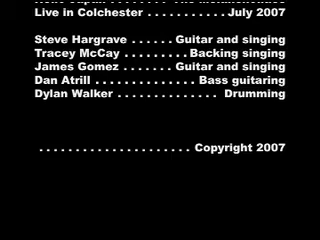 Live in Colchester . . . . . . . . . . . July 2007
Steve Hargrave . . . . . . Guitar and singing
Tracey McCay . . . . . . . . . Backing singing
James Gomez . . . . . . . Guitar and singing
Dan Atrill . . . . . . . . . . . . . Bass guitaring
Dylan Walker . . . . . . . . . . . . . . Drumming
. . . . . . . . . . . . . . . . . . . . . Copyright 2007